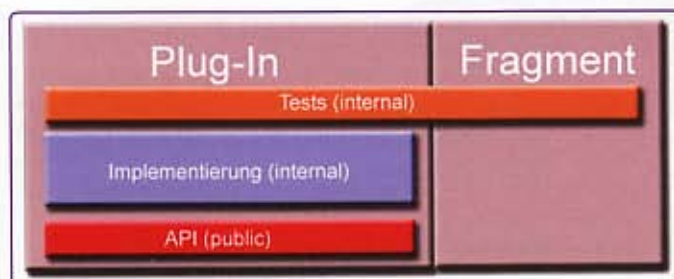 Plug-In
Fragment
Tests (internal)
Implementierung (internal)
API (public)